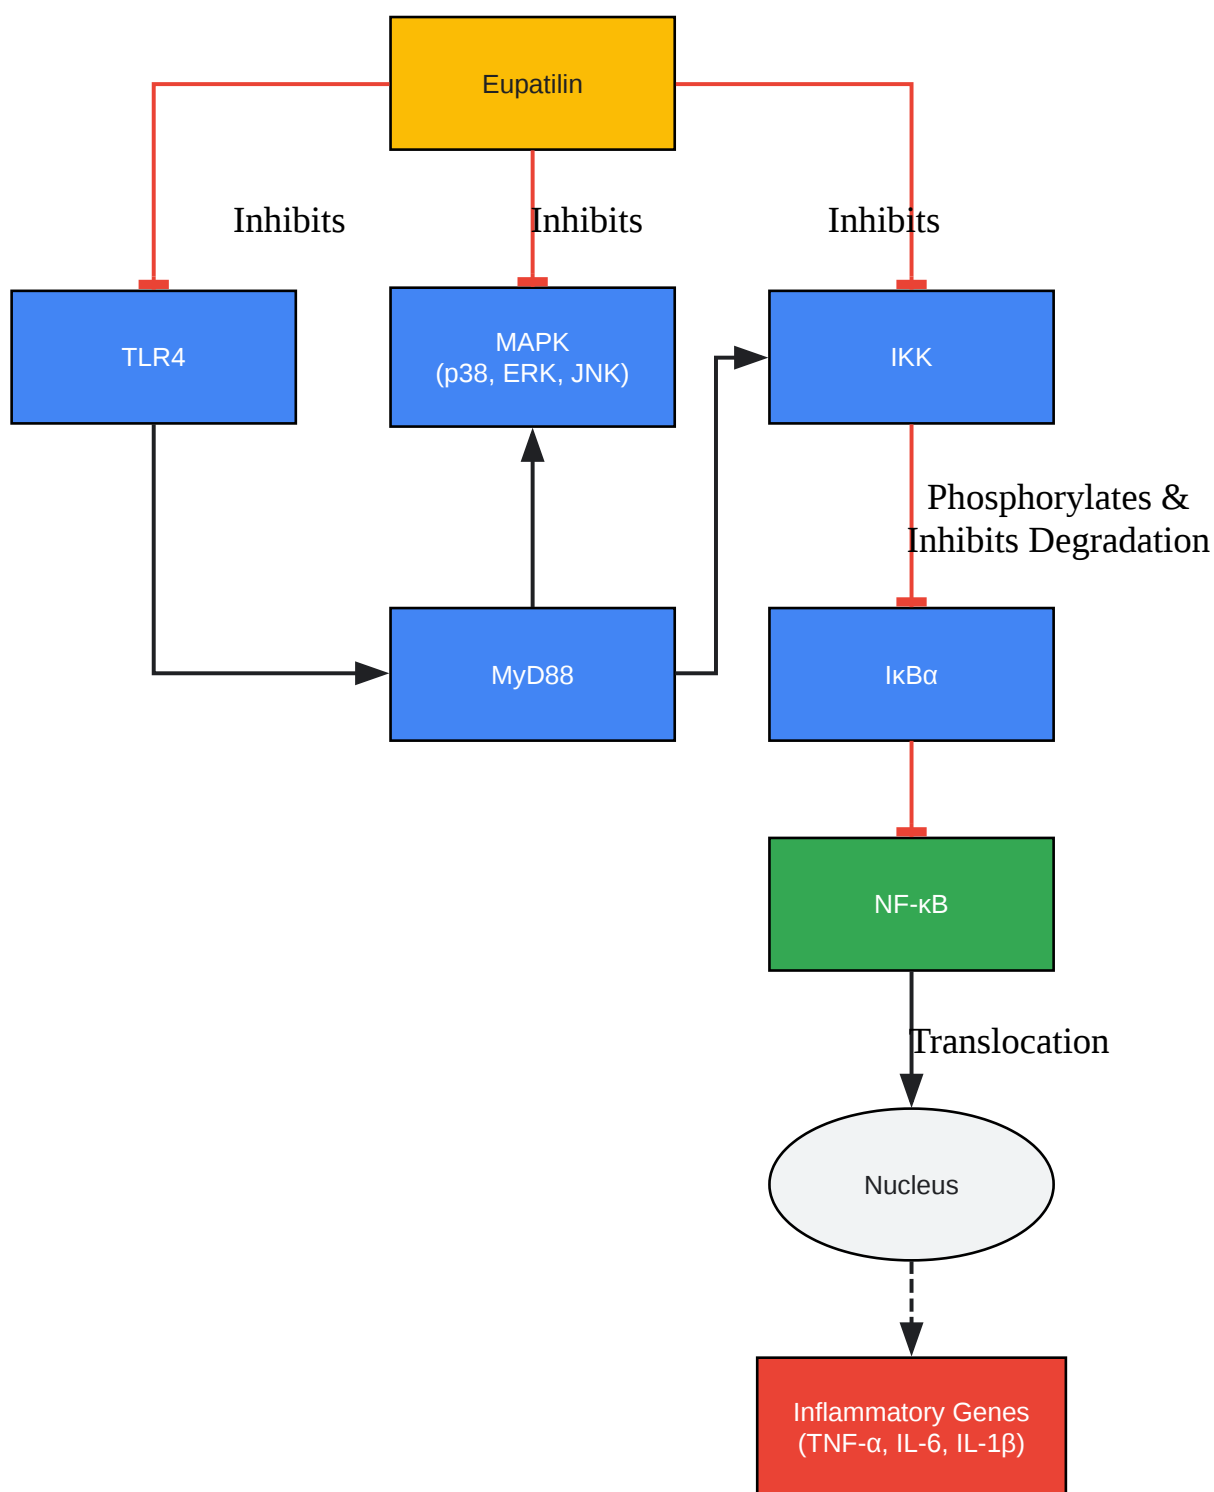 Eupatilin
Inhibits
Inhibits
Inhibits
TLR4
MAPK
(p38, ERK, JNK)
IKK
Phosphorylates &
Inhibits Degradation
MyD88
IκBα
NF-κB
Translocation
Nucleus
Inflammatory Genes
(TNF-α, IL-6, IL-1β)